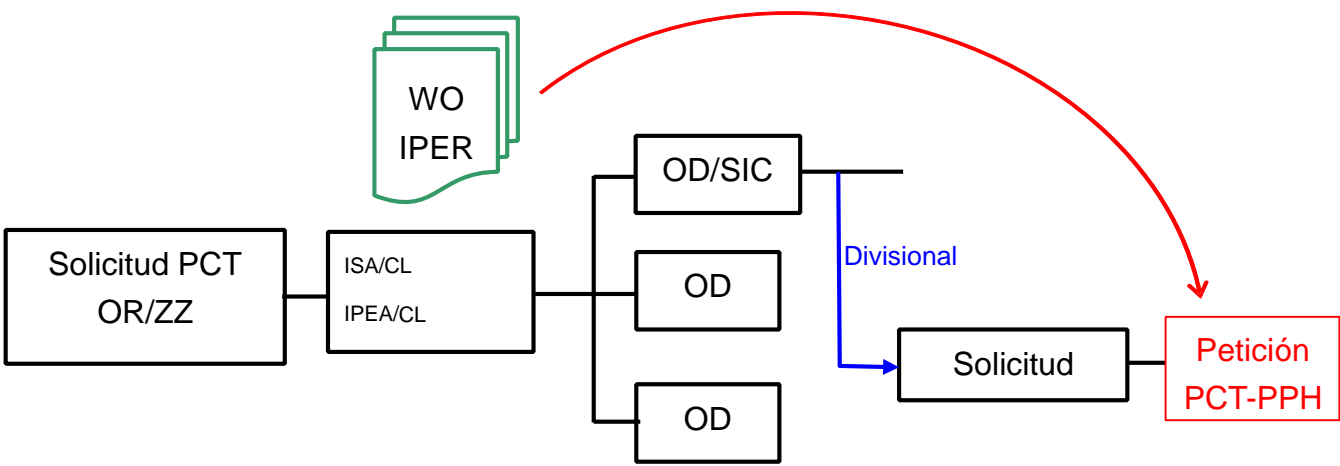 WO
IPER
OD/SIC
Solicitud PCT
OR/ZZ
ISA/CL
IPEA/CL
Divisional
OD
Solicitud
Petición
PCT-PPH
OD